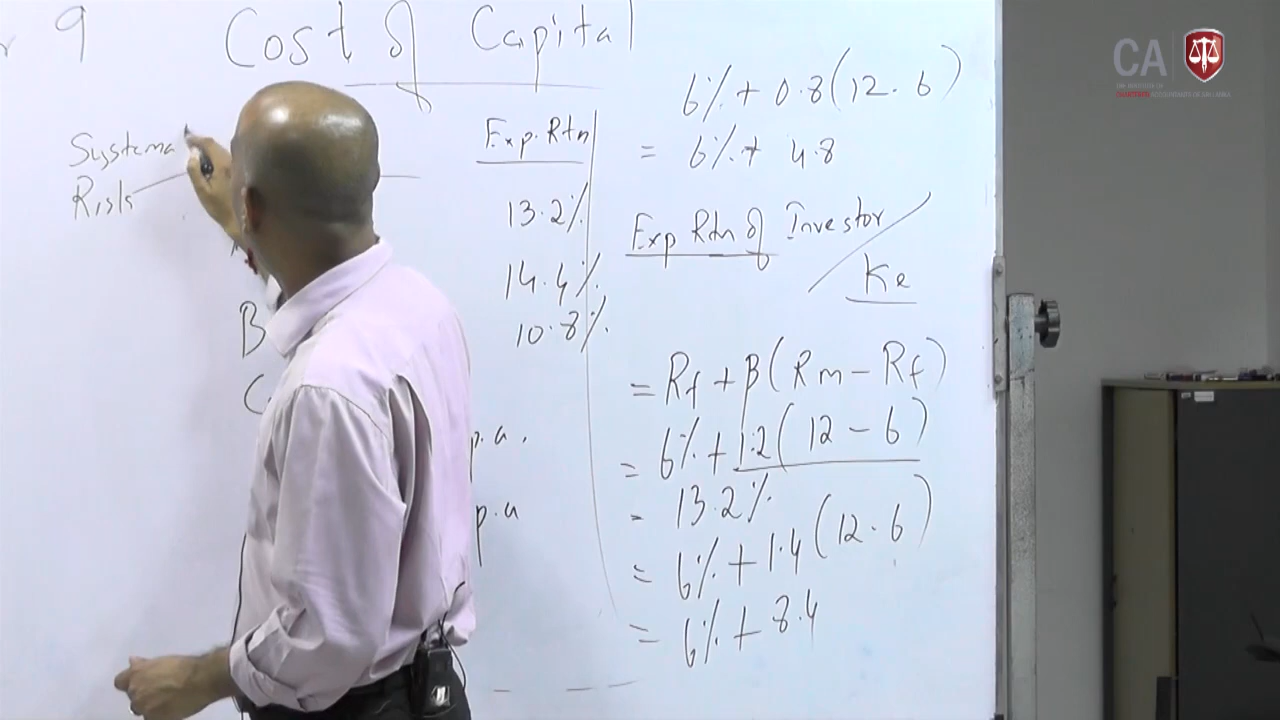 9 Cost of Capital
Systema
Risk
Exp. Rtn
13.2%
14.4%
10.8%
B
C
p.a.
p.a
6% + 0.8(12 - 6)
= 6% + 4.8
Exp Rtn of Investor
Ke
= Rf + β(Rm – Rf)
= 6% + 1.2(12 – 6)
= 13.2%
= 6% + 1.4(12 - 6)
= 6% + 8.4
CA